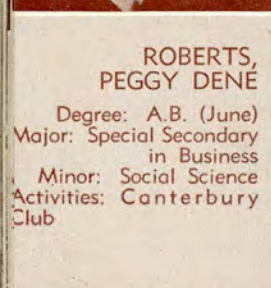 ROBERTS,
PEGGY DENE
Degree: A.B. (June)
Major: Special Secondary
in Business
Minor: Social Science
Activities: Canterbury
Club